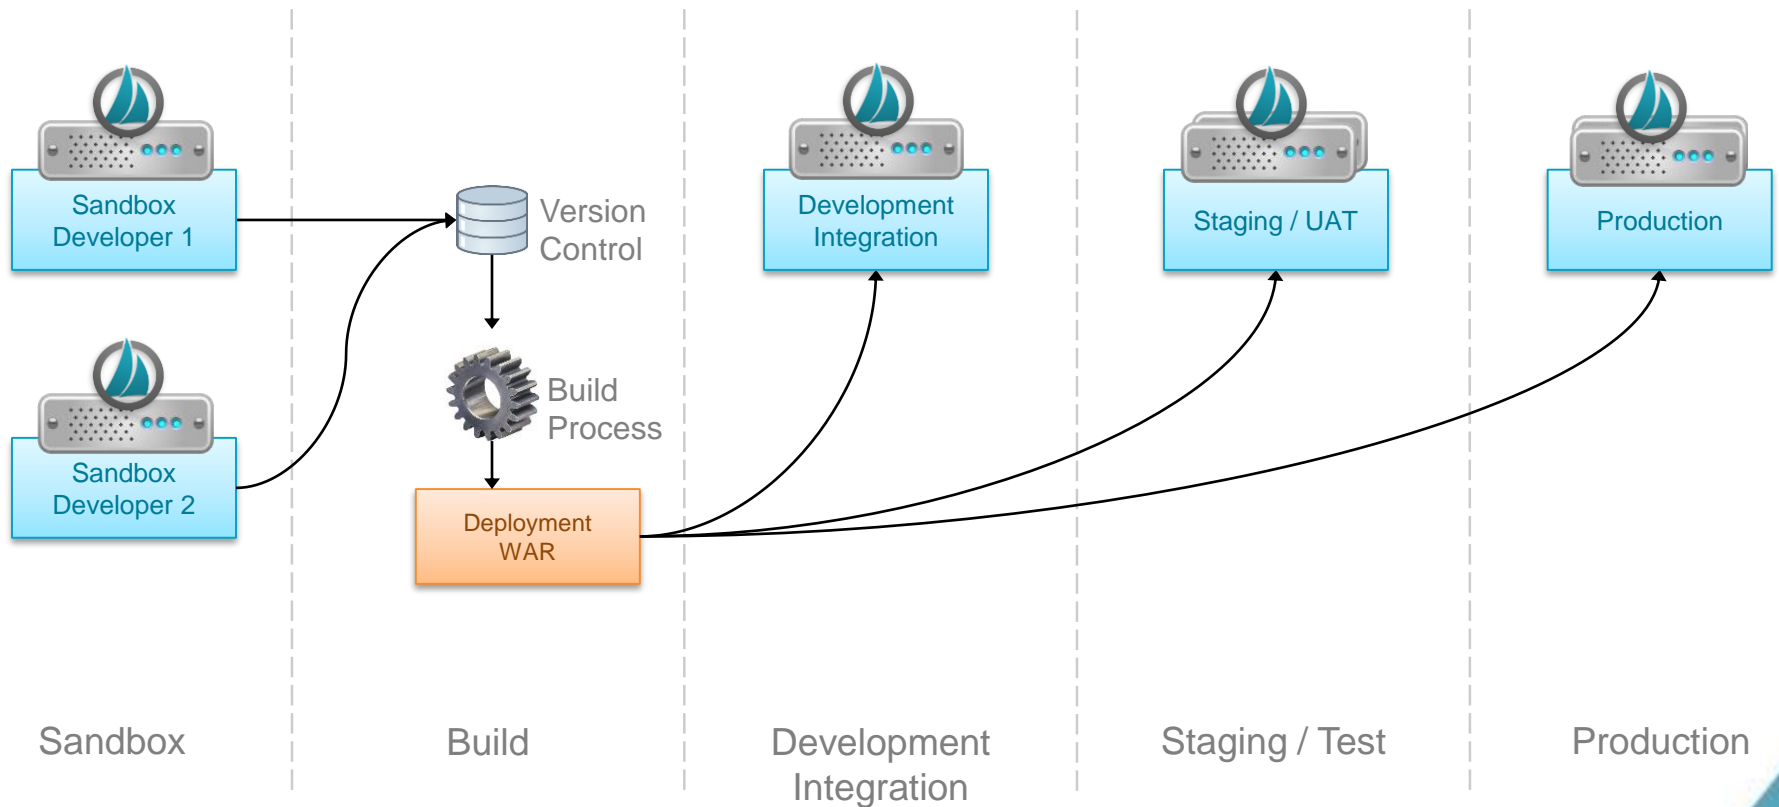 Sandbox
Developer 1
Version
Control
Development
Integration
Staging / UAT
Production
Sandbox
Developer 2
Build
Process
Deployment
WAR
Sandbox
Build
Development
Integration
Staging / Test
Production